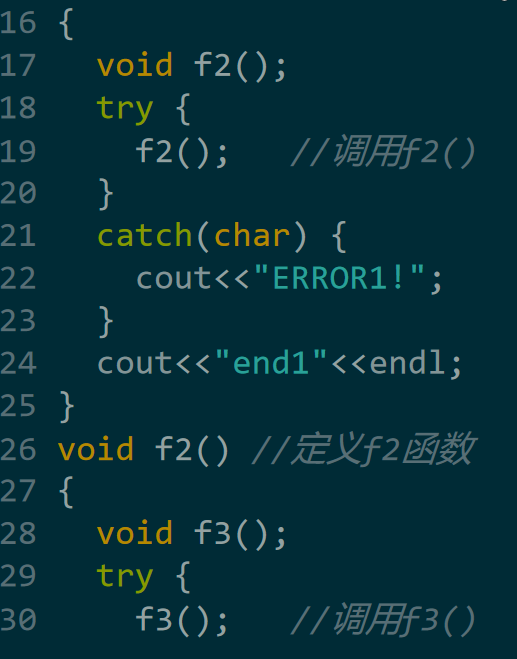 16 {
17   void f2();
18   try {
19     f2();   //调用f2()
20   }
21   catch(char) {
22     cout<<"ERROR1!";
23   }
24   cout<<"end1"<<endl;
25 }
26 void f2() //定义f2函数
27 {
28   void f3();
29   try {
30     f3();   //调用f3()